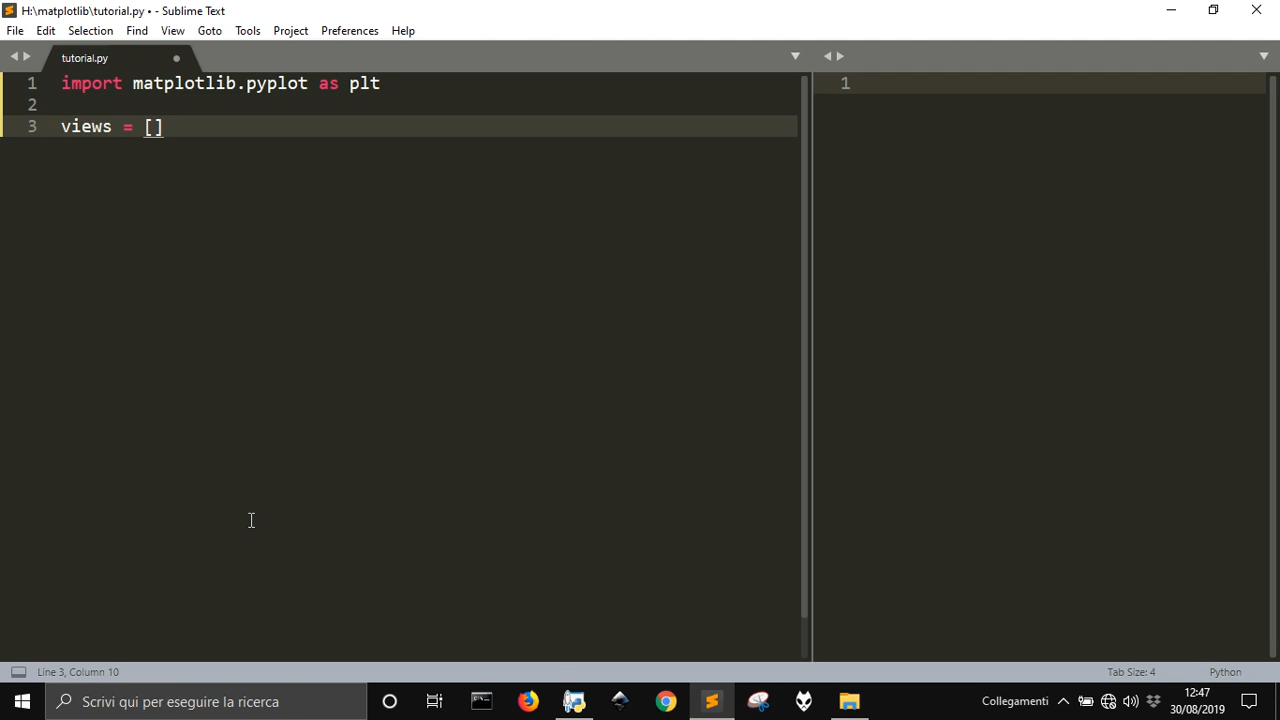 H:\matplotlib\tutorial.py • - Sublime Text
File Edit Selection Find View Goto Tools Project Preferences Help
tutorial.py
1 import matplotlib.pyplot as plt
2
3 views = []
1
Line 3, Column 10 Tab Size: 4 Python
Scrivi qui per eseguire la ricerca
Collegamenti
12:47
30/08/2019